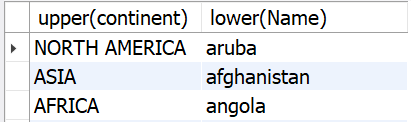 upper(continent) lower(Name)
NORTH AMERICA aruba
ASIA afghanistan
AFRICA angola